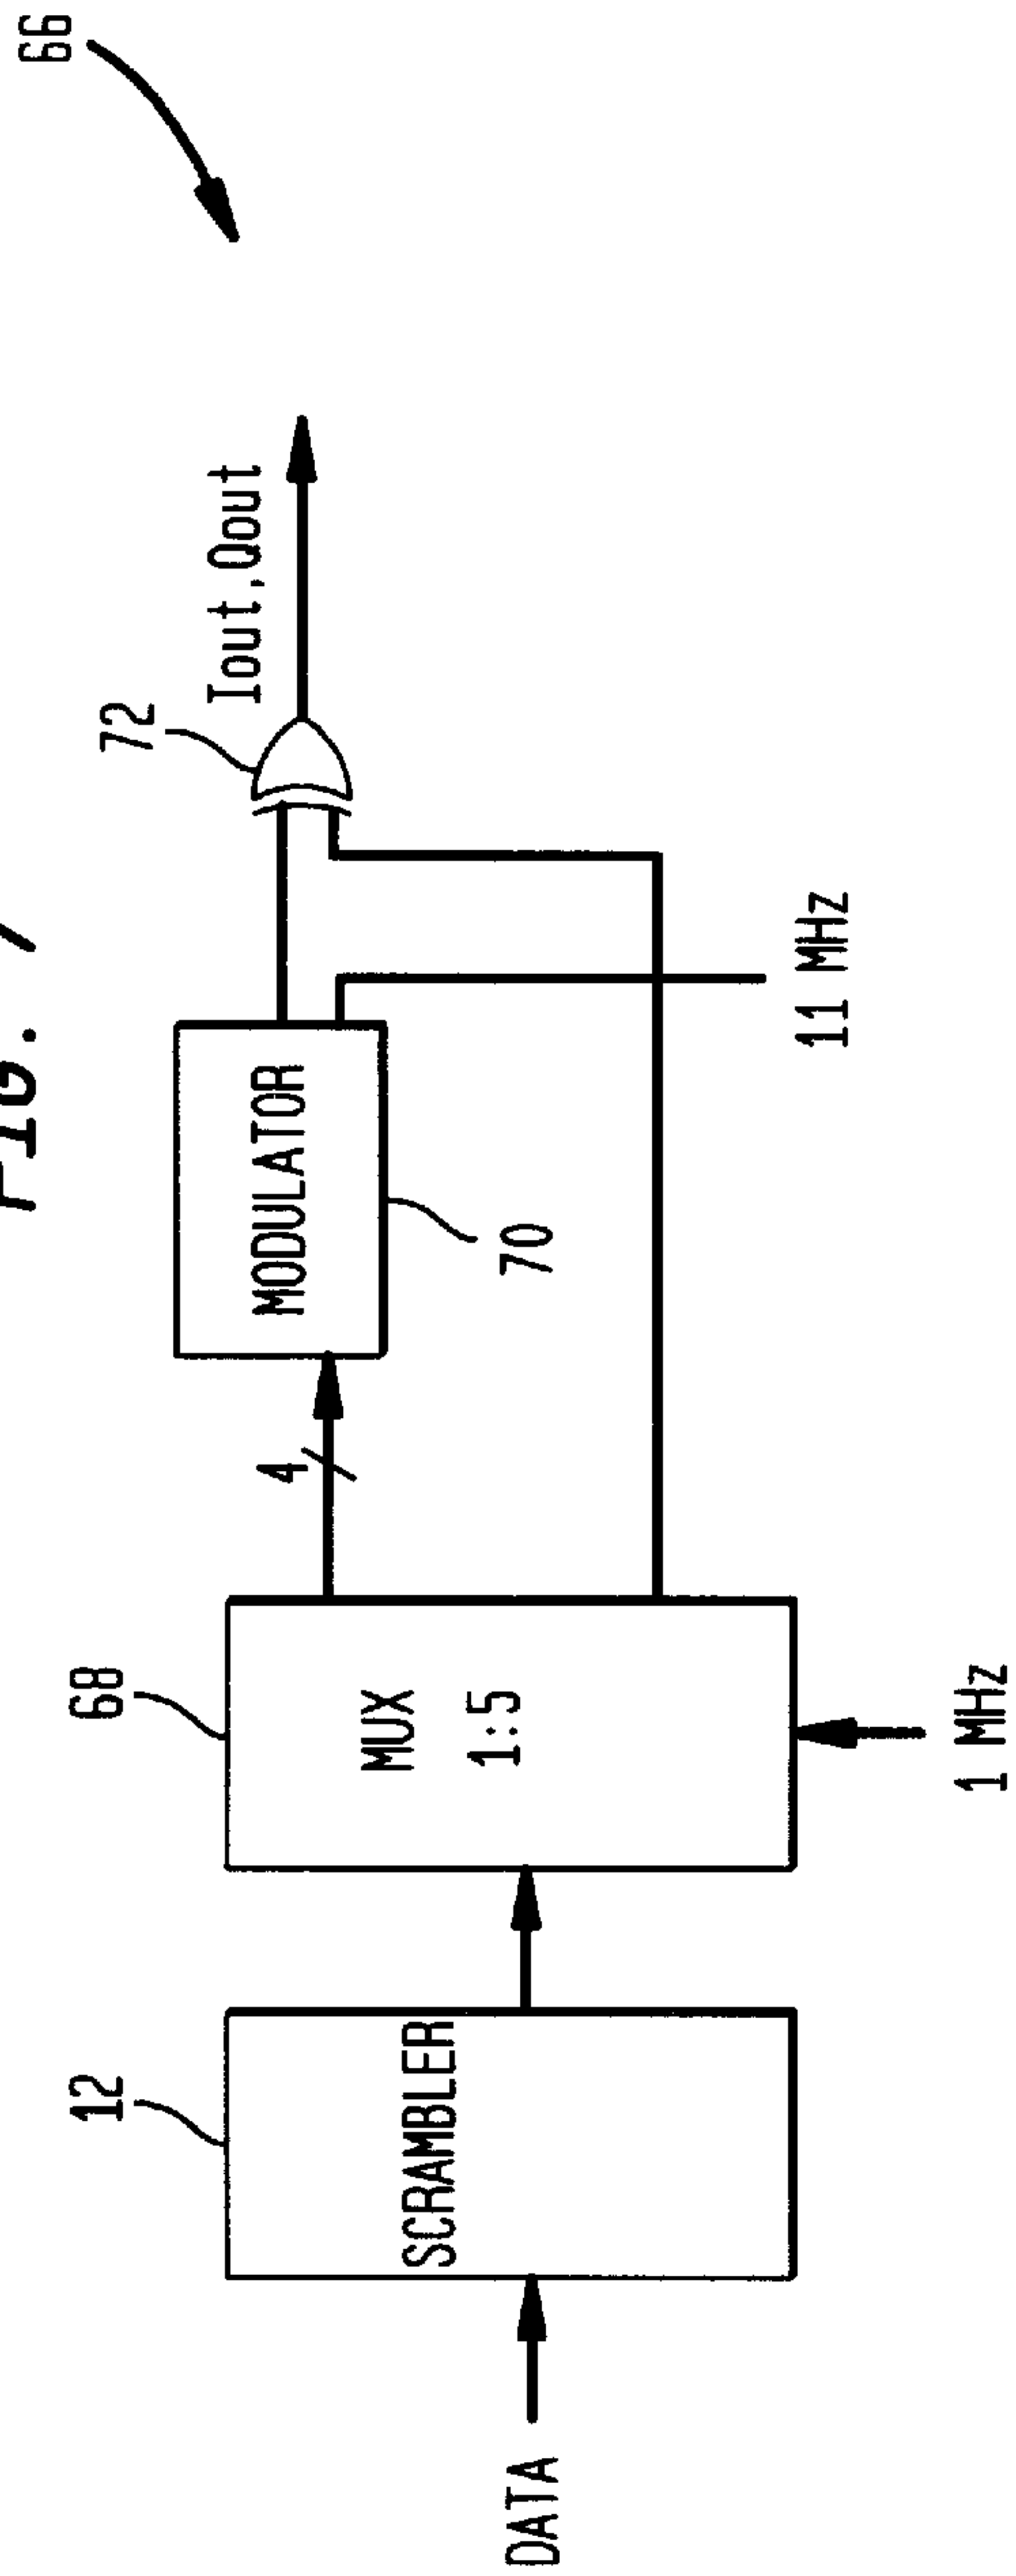 FIG. 7
66
DATA
12
SCRAMBLER
68
MUX
1:5
1 MHz
4
MODULATOR
70
11 MHz
72
Iout,Qout